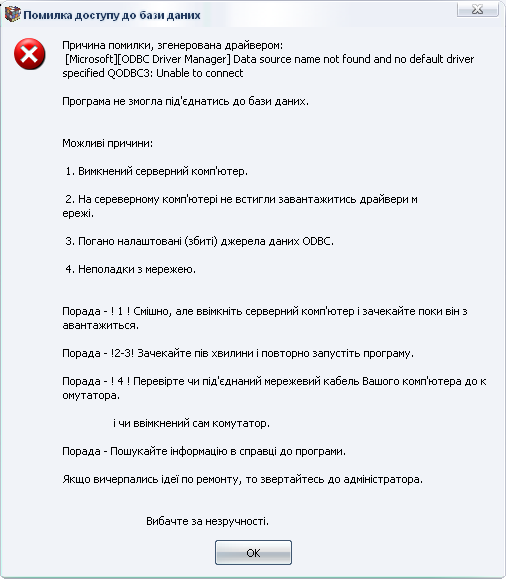 Помилка доступу до бази даних
Причина помилки, згенерована драйвером:
[Microsoft][ODBC Driver Manager] Data source name not found and no default driver
specified QODBC3: Unable to connect
Програма не змогла під'єднатись до бази даних.
Можливі причини:
1. Вимкнений серверний комп'ютер.
2. На сереверному комп'ютері не встигли завантажитись драйвери м
ережі.
3. Погано налаштовані (збиті) джерела даних ODBC.
4. Неполадки з мережею.
Порада - ! 1 ! Смішно, але ввімкніть серверний комп'ютер і зачекайте поки він з
авантажиться.
Порада - !2-3! Зачекайте пів хвилини і повторно запустіть програму.
Порада - ! 4 ! Перевірте чи під'єднаний мережевий кабель Вашого комп'ютера до к
омутатора.
і чи ввімкнений сам комутатор.
Порада - Пошукайте інформацію в справці до програми.
Якщо вичерпались ідеї по ремонту, то звертайтесь до адміністратора.
Вибачте за незручності.
OK